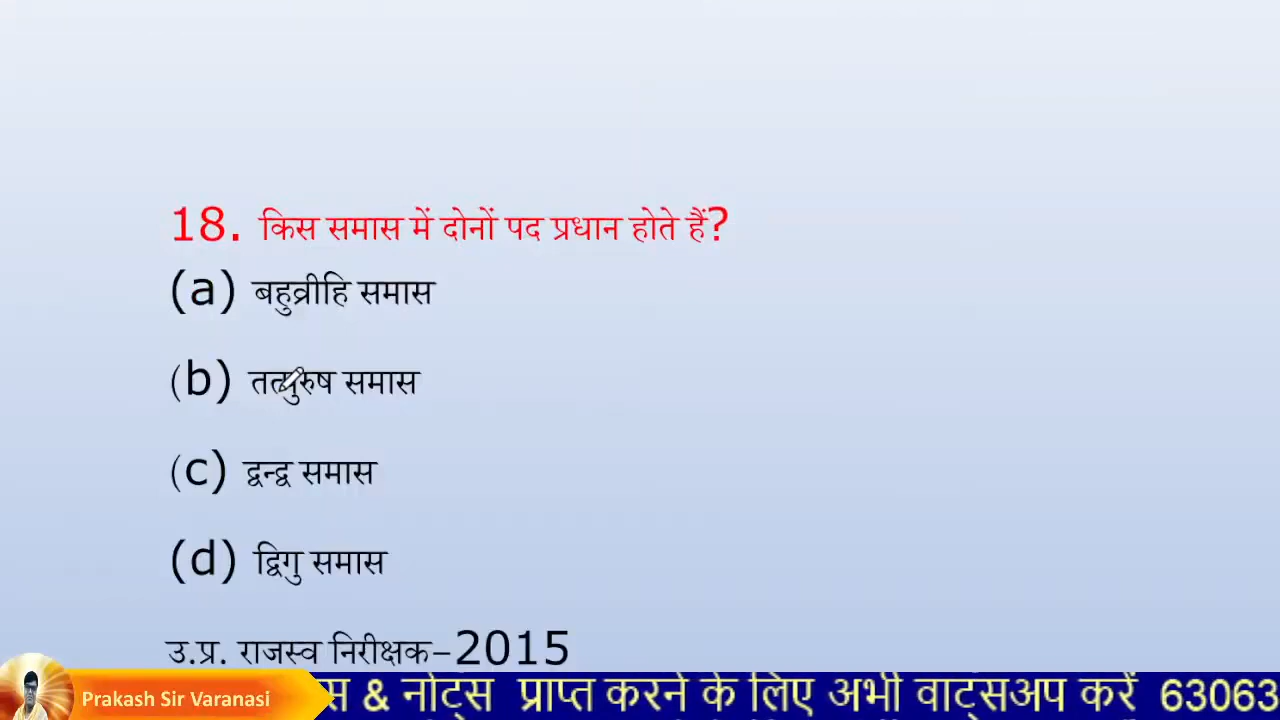 18. किस समास में दोनों पद प्रधान होते हैं?
(a) बहुव्रीहि समास
(b) तत्पुरुष समास
(c) द्वन्द्व समास
(d) द्विगु समास
उ.प्र. राजस्व निरीक्षक–2015
Prakash Sir Varanasi
& नोट्स प्राप्त करने के लिए अभी वाट्सअप करें 63063